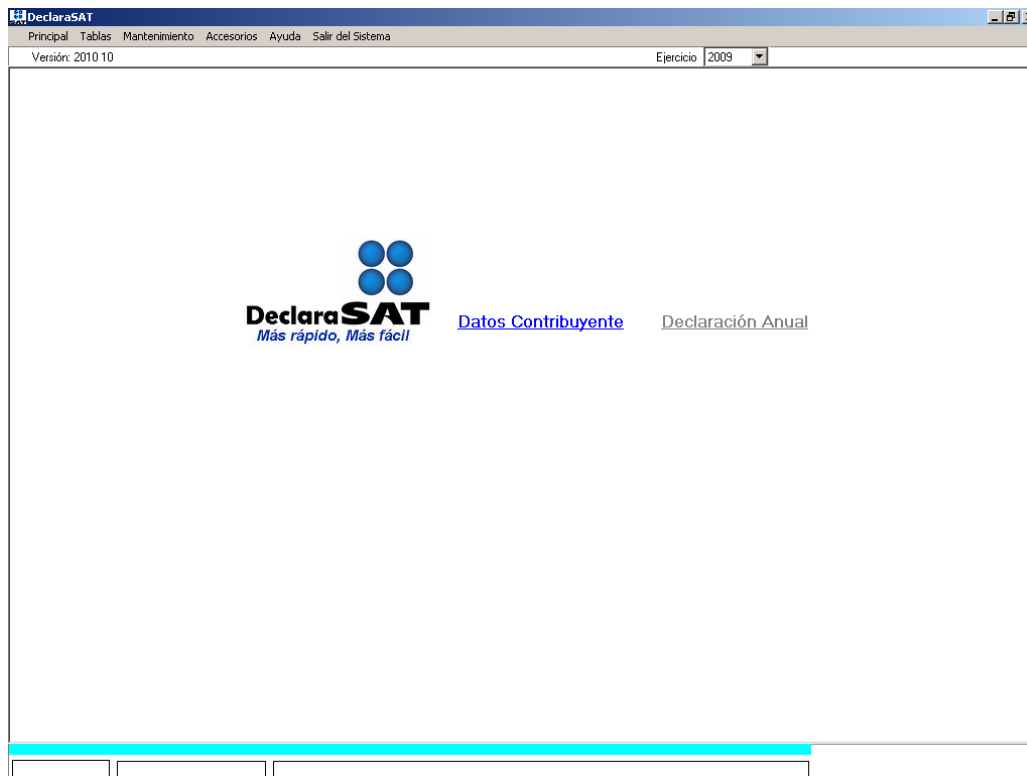 DeclaraSAT
Principal Tablas Mantenimiento Accesorios Ayuda Salir del Sistema
Versión: 2010 10 Ejercicio 2009
DeclaraSAT Datos Contribuyente Declaración Anual
Más rápido, Más fácil